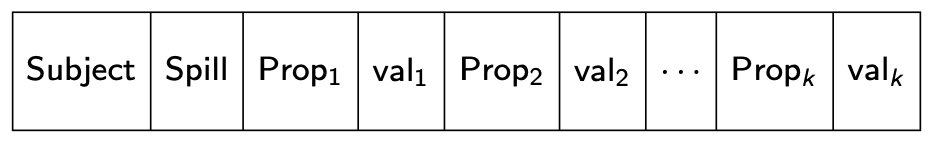 Subject Spill Prop₁ val₁ Prop₂ val₂ ⋯ Propₖ valₖ